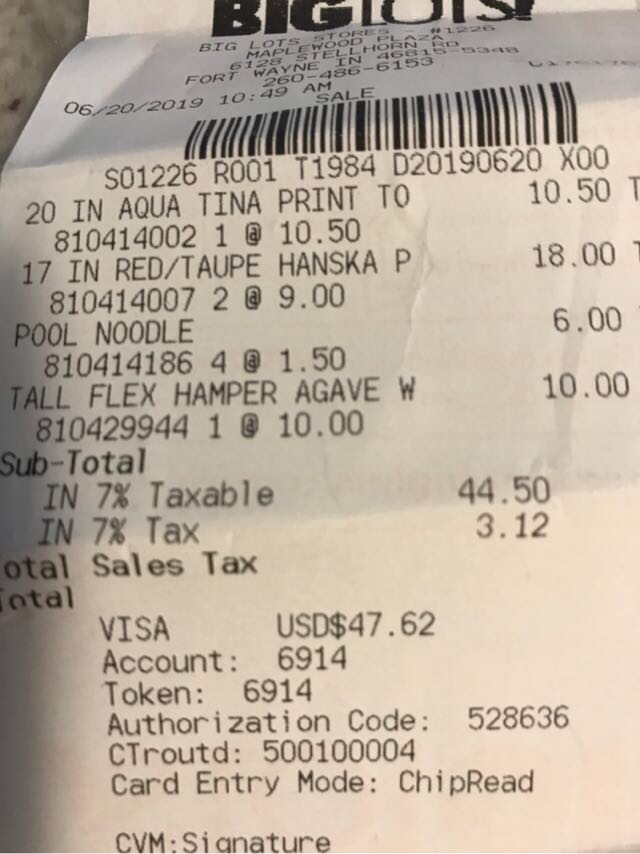 BIG LOTS!
BIG LOTS STORES #1226
MAPLEWOOD PLAZA
6128 STELLHORN RD
FORT WAYNE IN 46815-5348
260-486-6153
06/20/2019 10:49 AM
SALE
S01226 R001 T1984 D20190620 X00
20 IN AQUA TINA PRINT TO 10.50 T
810414002 1 @ 10.50
17 IN RED/TAUPE HANSKA P 18.00 T
810414007 2 @ 9.00
POOL NOODLE 6.00
810414186 4 @ 1.50
TALL FLEX HAMPER AGAVE W 10.00
810429944 1 @ 10.00
Sub-Total
IN 7% Taxable 44.50
IN 7% Tax 3.12
otal Sales Tax
Total
VISA USD$47.62
Account: 6914
Token: 6914
Authorization Code: 528636
CTroutd: 500100004
Card Entry Mode: ChipRead
CVM:Signature